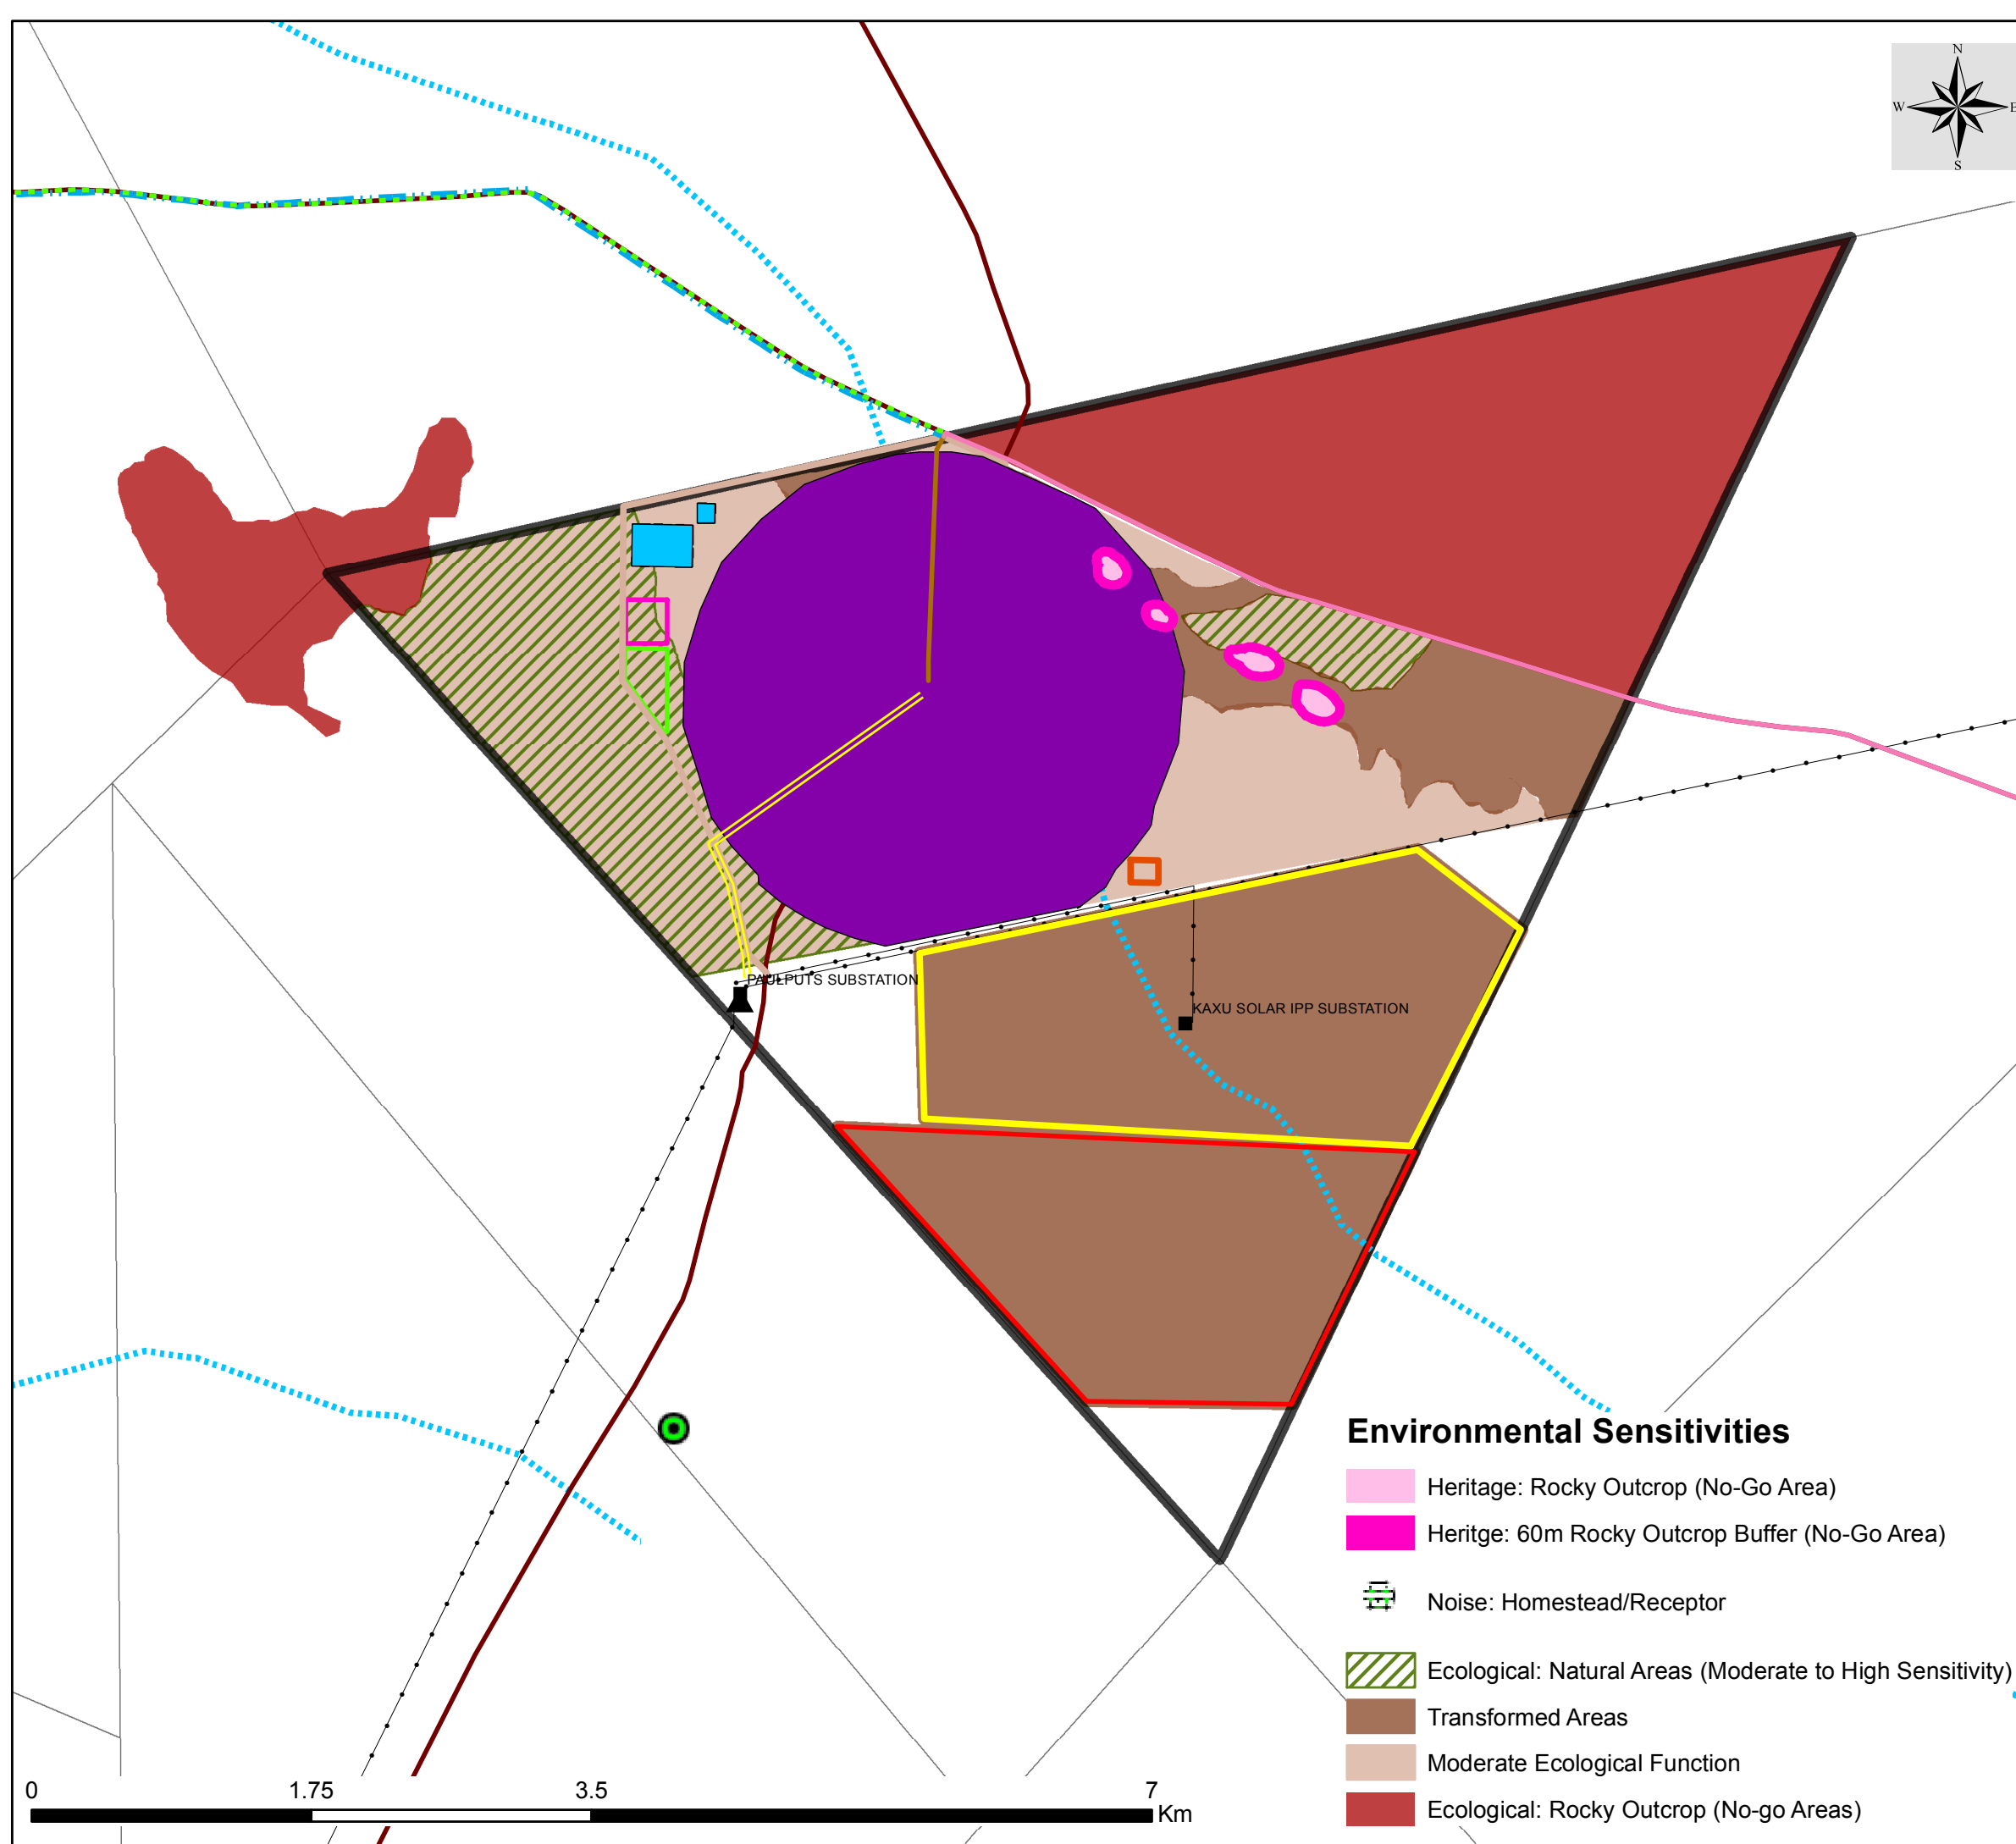 N
W E
S
PAULPUTS SUBSTATION
KAXU SOLAR IPP SUBSTATION
Environmental Sensitivities
Heritage: Rocky Outcrop (No-Go Area)
Heritge: 60m Rocky Outcrop Buffer (No-Go Area)
Noise: Homestead/Receptor
Ecological: Natural Areas (Moderate to High Sensitivity)
Transformed Areas
Moderate Ecological Function
Ecological: Rocky Outcrop (No-go Areas)
0 1.75 3.5 7
Km